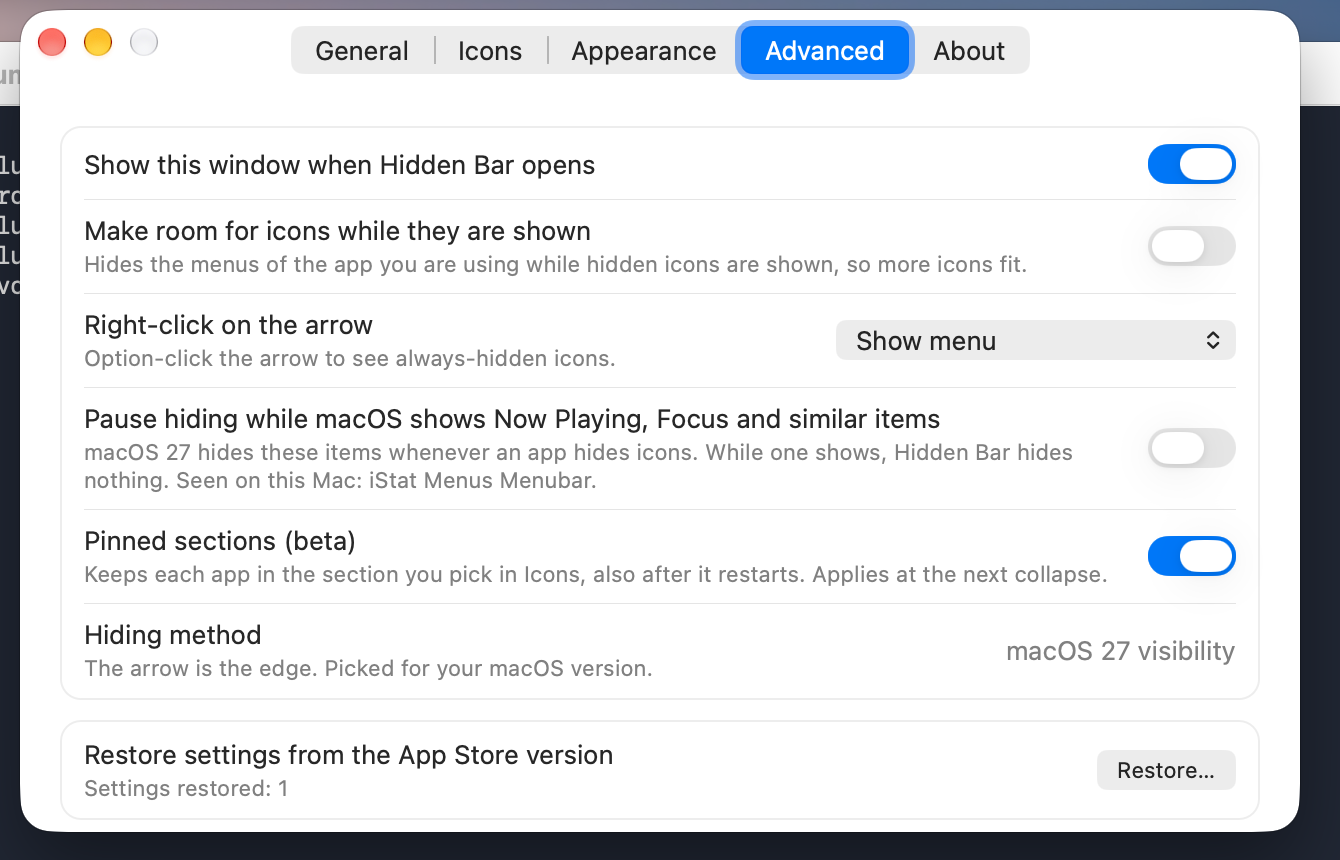 General
Icons
Appearance
Advanced
About
Show this window when Hidden Bar opens
Make room for icons while they are shown
Hides the menus of the app you are using while hidden icons are shown, so more icons fit.
Right-click on the arrow
Show menu
Option-click the arrow to see always-hidden icons.
Pause hiding while macOS shows Now Playing, Focus and similar items
macOS 27 hides these items whenever an app hides icons. While one shows, Hidden Bar hides
nothing. Seen on this Mac: iStat Menus Menubar.
Pinned sections (beta)
Keeps each app in the section you pick in Icons, also after it restarts. Applies at the next collapse.
Hiding method
macOS 27 visibility
The arrow is the edge. Picked for your macOS version.
Restore settings from the App Store version
Restore...
Settings restored: 1